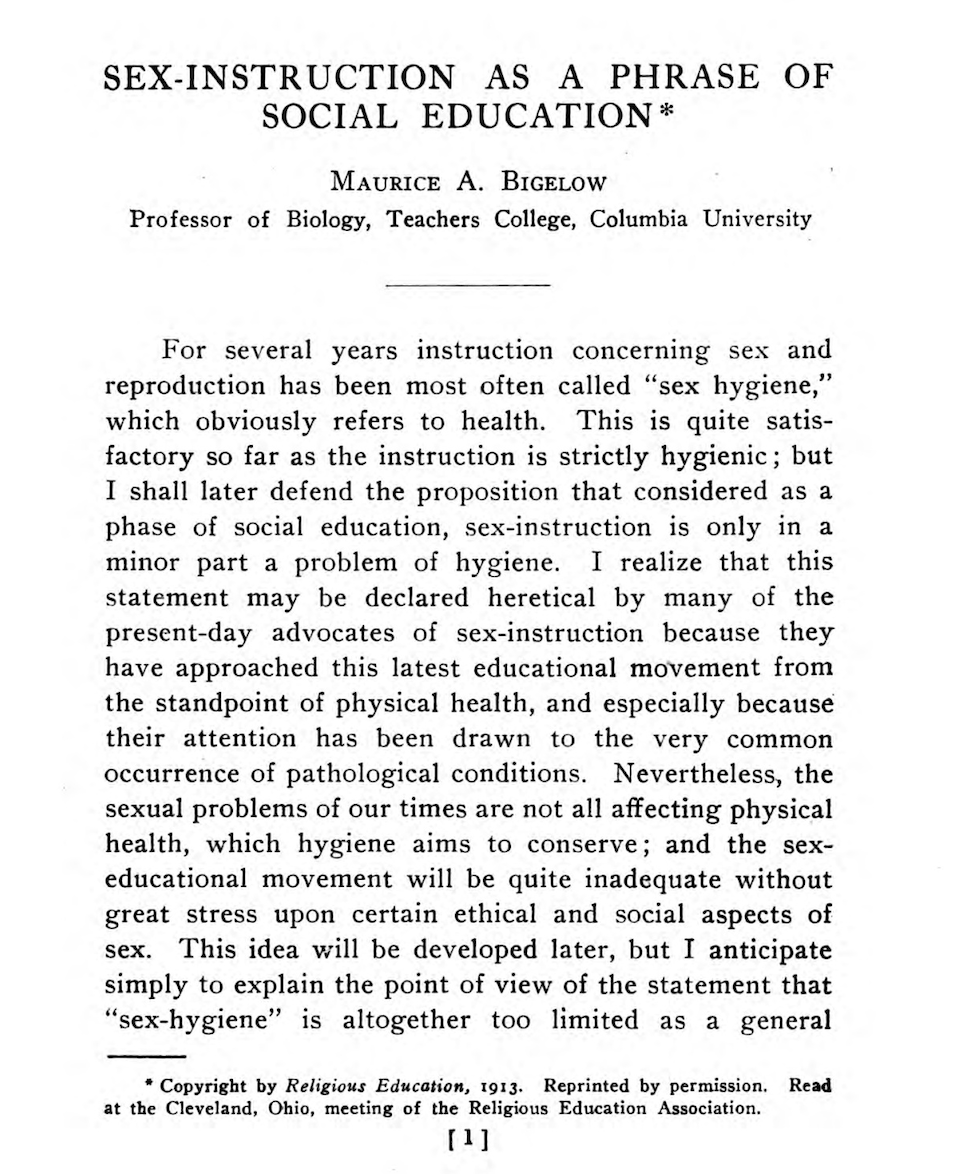 SEX-INSTRUCTION AS A PHRASE OF
SOCIAL EDUCATION*
MAURICE A. BIGELOW
Professor of Biology, Teachers College, Columbia University
For several years instruction concerning sex and
reproduction has been most often called “sex hygiene,”
which obviously refers to health. This is quite satis-
factory so far as the instruction is strictly hygienic; but
I shall later defend the proposition that considered as a
phase of social education, sex-instruction is only in a
minor part a problem of hygiene. I realize that this
statement may be declared heretical by many of the
present-day advocates of sex-instruction because they
have approached this latest educational movement from
the standpoint of physical health, and especially because
their attention has been drawn to the very common
occurrence of pathological conditions. Nevertheless, the
sexual problems of our times are not all affecting physical
health, which hygiene aims to conserve; and the sex-
educational movement will be quite inadequate without
great stress upon certain ethical and social aspects of
sex. This idea will be developed later, but I anticipate
simply to explain the point of view of the statement that
“sex-hygiene” is altogether too limited as a general
* Copyright by Religious Education, 1913. Reprinted by permission. Read
at the Cleveland, Ohio, meeting of the Religious Education Association.
[1]